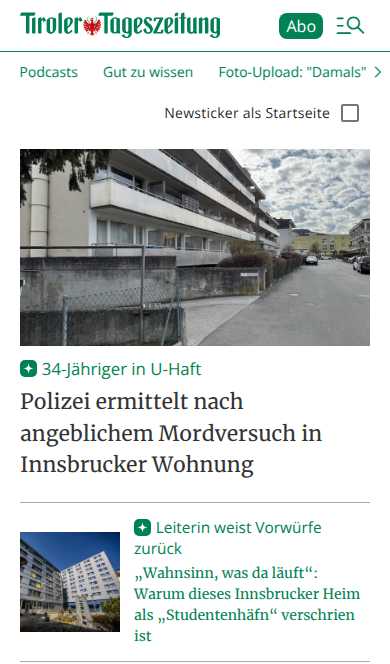 Tiroler Tageszeitung
Abo
Podcasts Gut zu wissen Foto-Upload: "Damals"
Newsticker als Startseite
34-Jähriger in U-Haft
Polizei ermittelt nach
angeblichem Mordversuch in
Innsbrucker Wohnung
Leiterin weist Vorwürfe
zurück
„Wahnsinn, was da läuft“:
Warum dieses Innsbrucker Heim
als „Studentenhäfn“ verschrien
ist